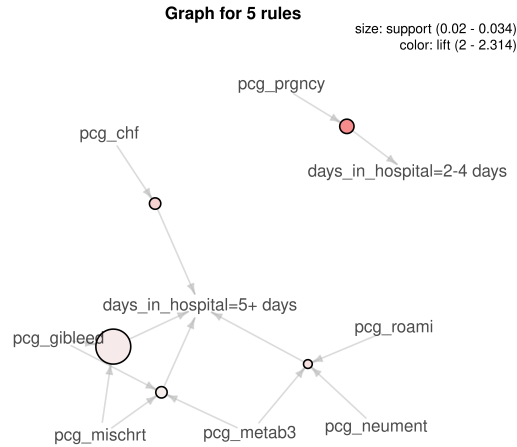 Graph for 5 rules
size: support (0.02 - 0.034)
color: lift (2 - 2.314)
pcg_prgncy
pcg_chf
days_in_hospital=2-4 days
days_in_hospital=5+ days
pcg_roami
pcg_gibleed
pcg_neument
pcg_metab3
pcg_mischrt